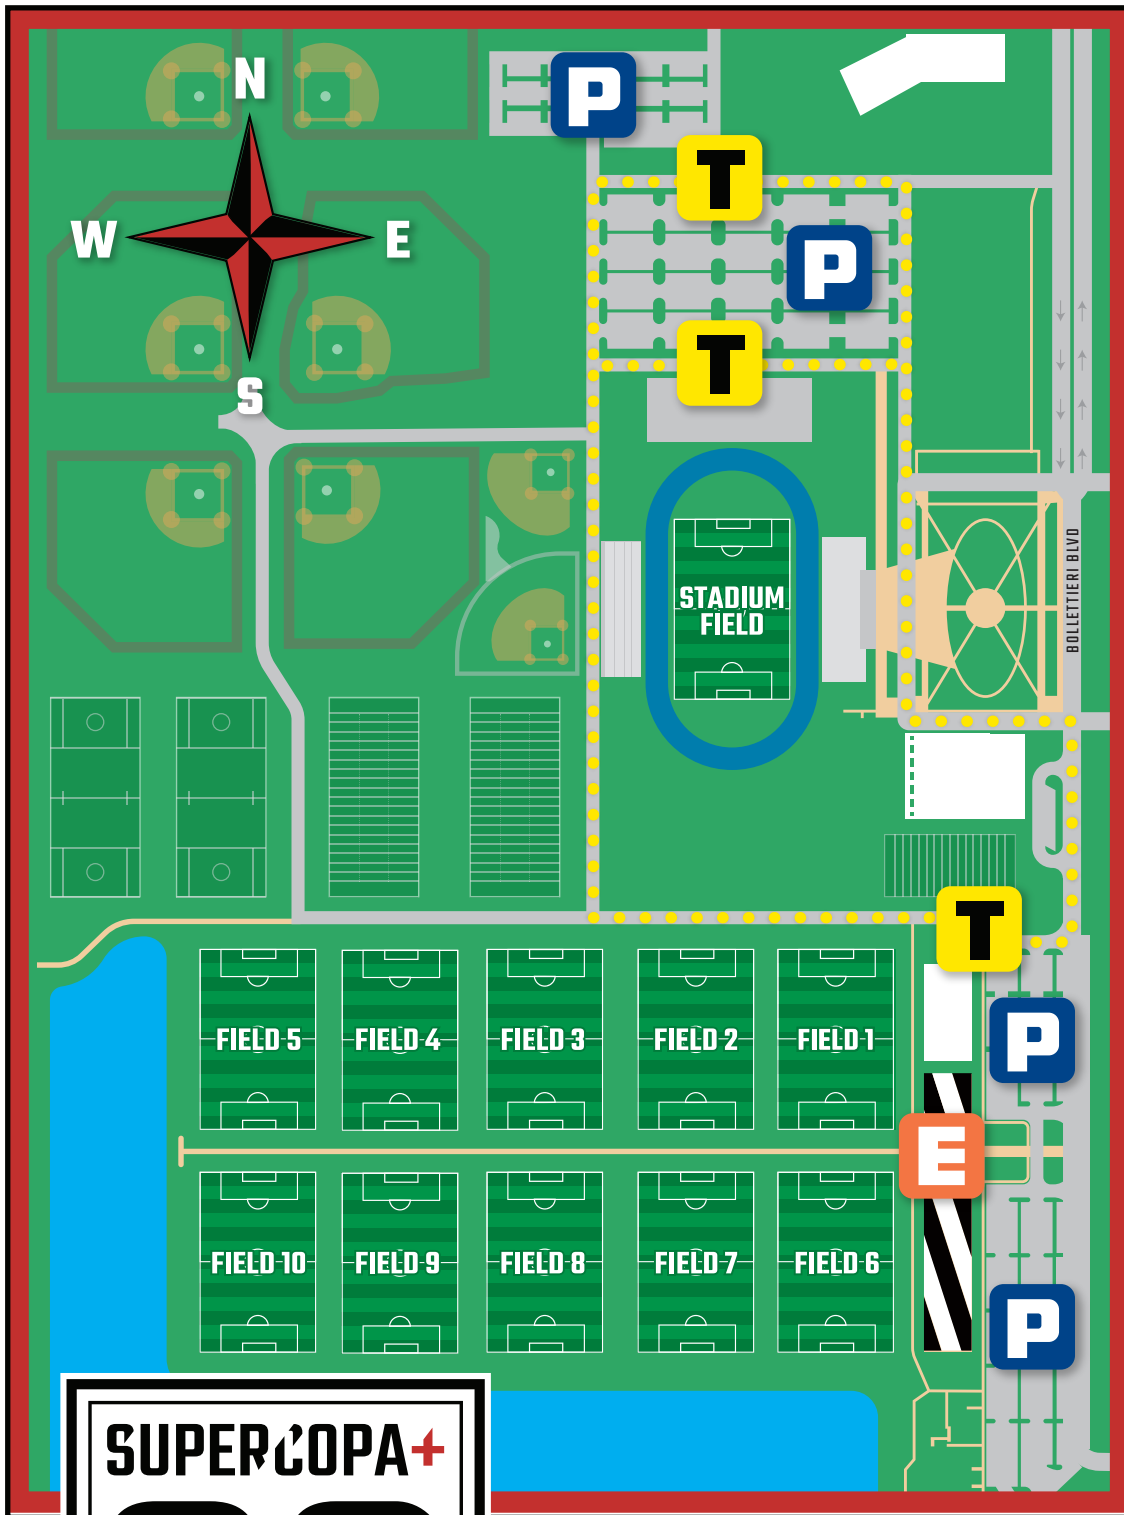 N
P
T
W
E
P
T
S
STADIUM
FIELD
BOLLETTIERI BLVD
T
FIELD 5
FIELD 4
FIELD 3
FIELD 2
FIELD 1
P
E
FIELD 10
FIELD 9
FIELD 8
FIELD 7
FIELD 6
P
SUPERCOPA+